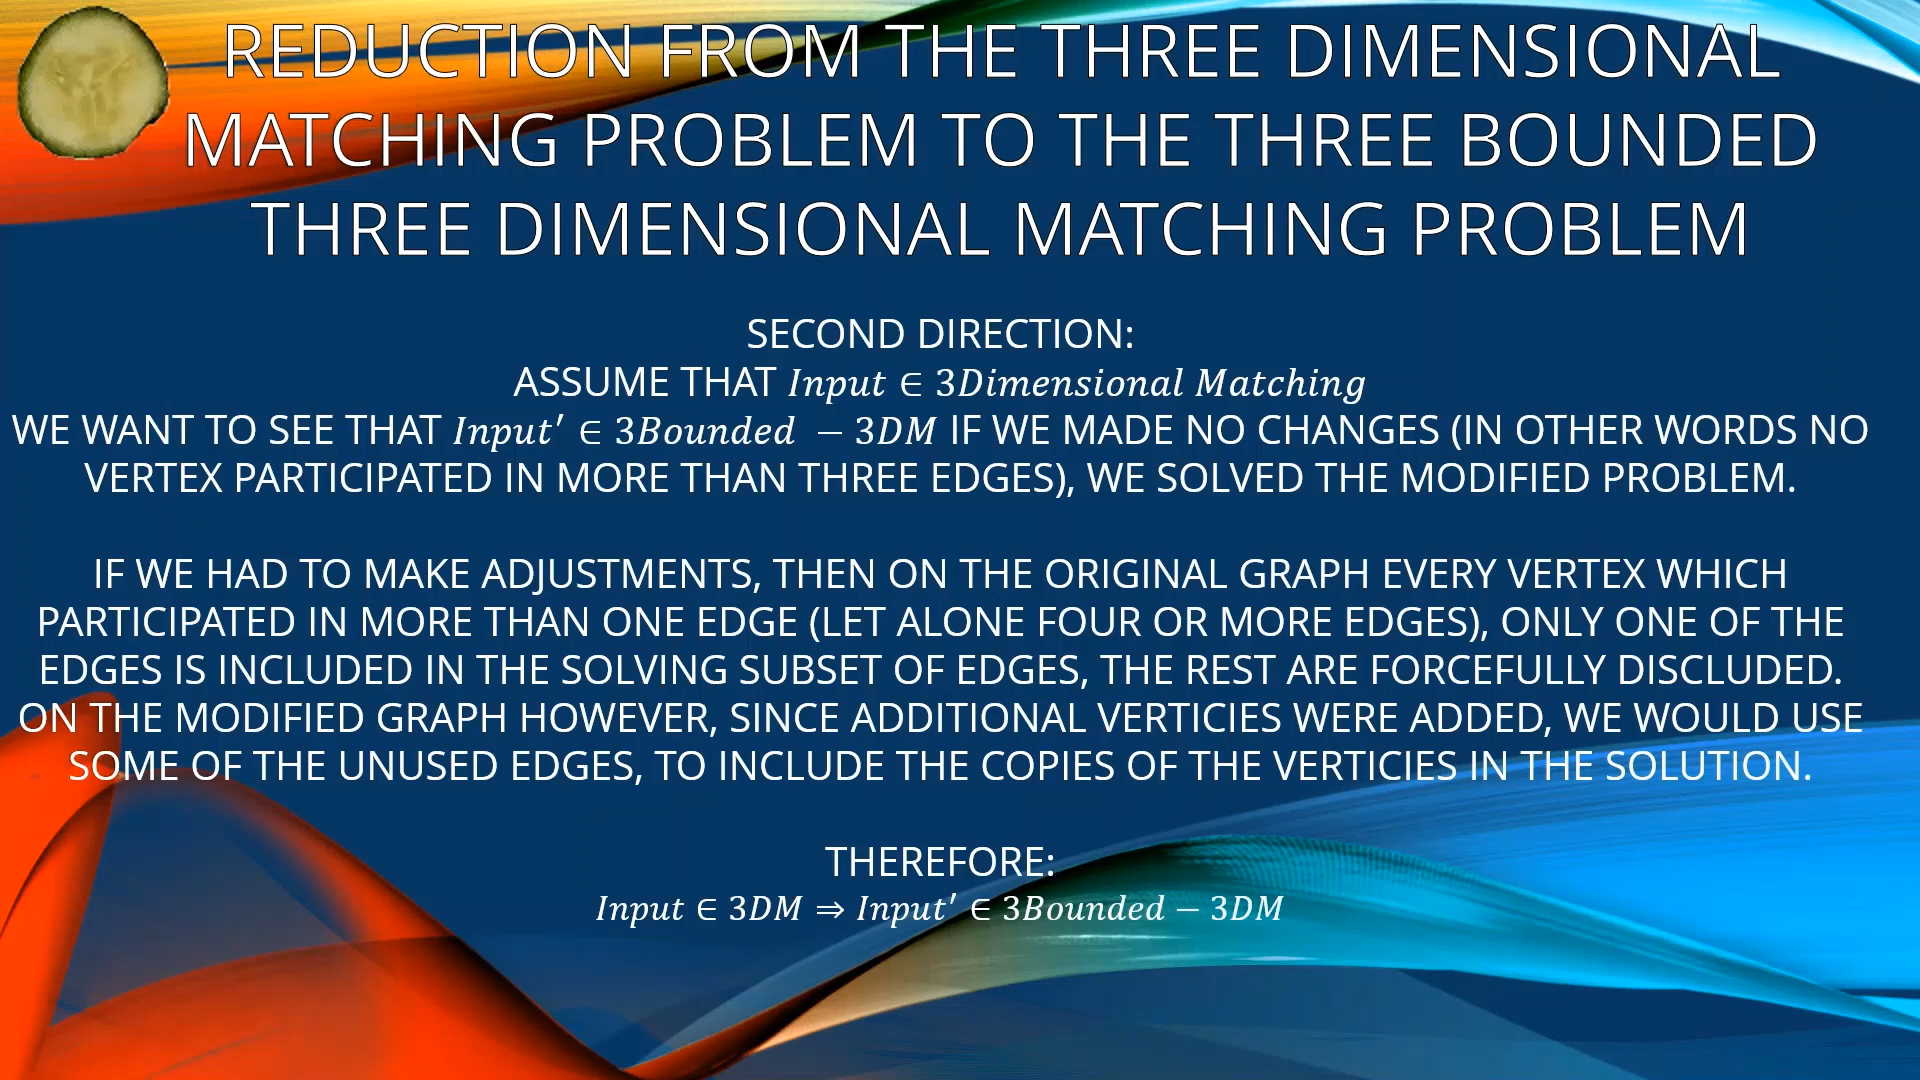 REDUCTION FROM THE THREE DIMENSIONAL
MATCHING PROBLEM TO THE THREE BOUNDED
THREE DIMENSIONAL MATCHING PROBLEM
SECOND DIRECTION:
ASSUME THAT Input ∈ 3Dimensional Matching
WE WANT TO SEE THAT Input′ ∈ 3Bounded − 3DM IF WE MADE NO CHANGES (IN OTHER WORDS NO
VERTEX PARTICIPATED IN MORE THAN THREE EDGES), WE SOLVED THE MODIFIED PROBLEM.
IF WE HAD TO MAKE ADJUSTMENTS, THEN ON THE ORIGINAL GRAPH EVERY VERTEX WHICH
PARTICIPATED IN MORE THAN ONE EDGE (LET ALONE FOUR OR MORE EDGES), ONLY ONE OF THE
EDGES IS INCLUDED IN THE SOLVING SUBSET OF EDGES, THE REST ARE FORCEFULLY DISCLUDED.
ON THE MODIFIED GRAPH HOWEVER, SINCE ADDITIONAL VERTICIES WERE ADDED, WE WOULD USE
SOME OF THE UNUSED EDGES, TO INCLUDE THE COPIES OF THE VERTICIES IN THE SOLUTION.
THEREFORE:
Input ∈ 3DM ⇒ Input′ ∈ 3Bounded − 3DM